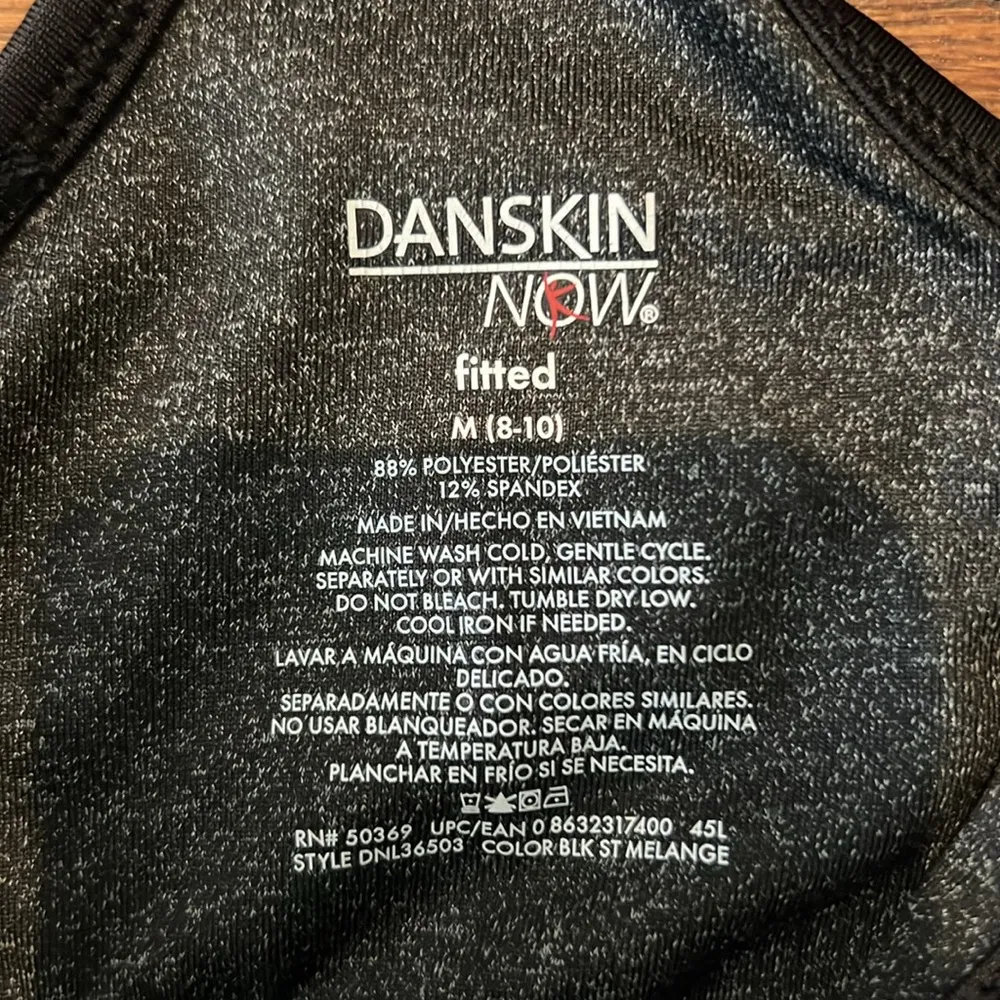 DANSKIN
NOW®
fitted
M (8-10)
88% POLYESTER/POLIÉSTER
12% SPANDEX
MADE IN/HECHO EN VIETNAM
MACHINE WASH COLD, GENTLE CYCLE.
SEPARATELY OR WITH SIMILAR COLORS.
DO NOT BLEACH. TUMBLE DRY LOW.
COOL IRON IF NEEDED.
LAVAR A MÁQUINA CON AGUA FRÍA, EN CICLO
DELICADO.
SEPARADAMENTE O CON COLORES SIMILARES.
NO USAR BLANQUEADOR. SECAR EN MÁQUINA
A TEMPERATURA BAJA.
PLANCHAR EN FRÍO SI SE NECESITA.
RN# 50369 UPC/EAN 0 8632317400 45L
STYLE DNL36503 COLOR BLK ST MELANGE